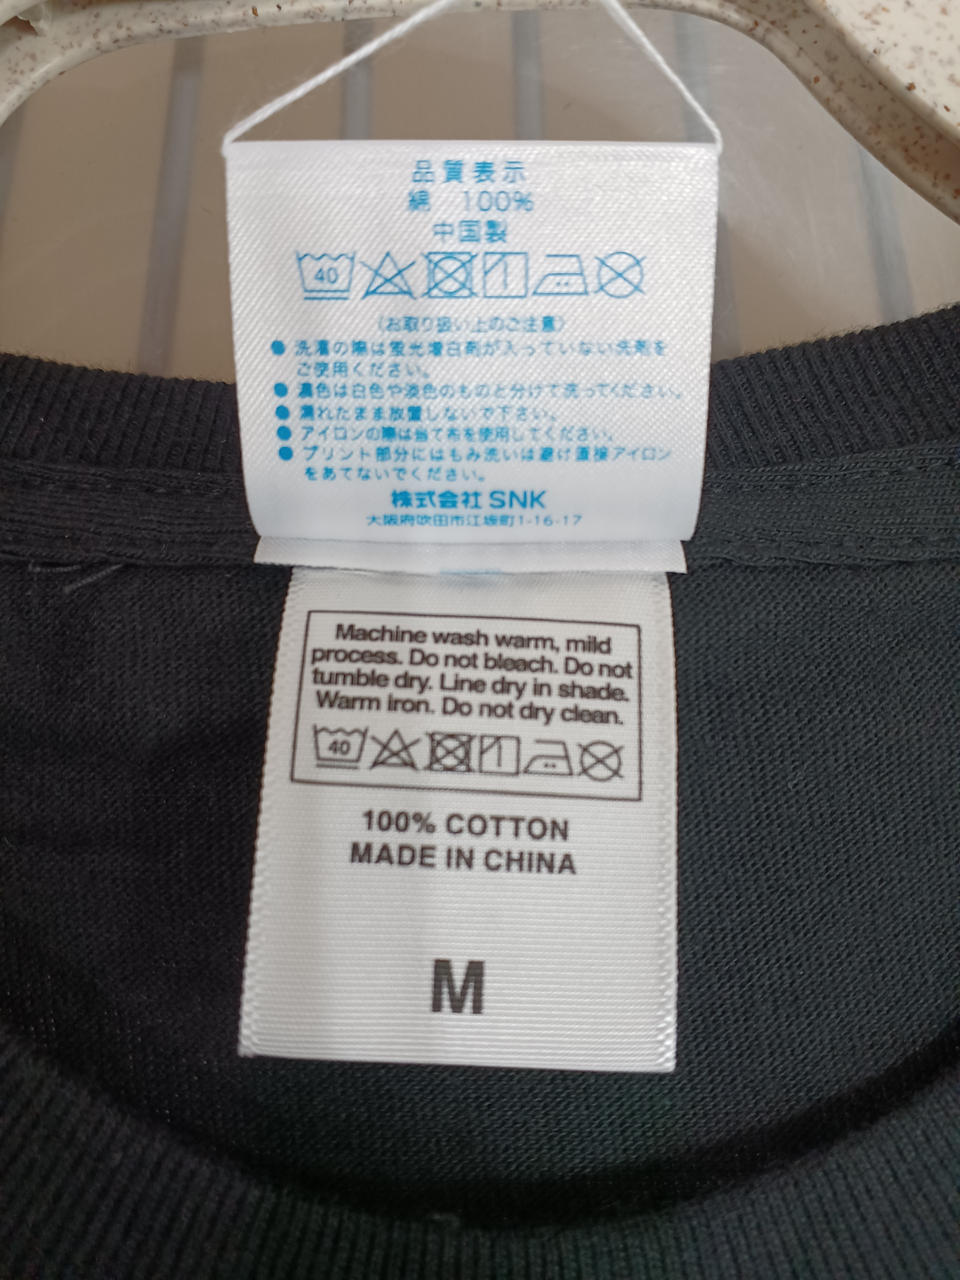 品質表示
綿 100%
中国製
40
〈お取り扱い上のご注意〉
● 洗濯の際は蛍光増白剤が入っていない洗剤を
ご使用ください。
● 濃色は白色や淡色のものと分けて洗ってください。
● 濡れたまま放置しないで下さい。
● アイロンの際は当て布を使用してください。
● プリント部分にはもみ洗いは避け直接アイロン
をあてないでください。
株式会社 SNK
大阪府吹田市江坂町1-16-17
Machine wash warm, mild
process. Do not bleach. Do not
tumble dry. Line dry in shade.
Warm iron. Do not dry clean.
40
100% COTTON
MADE IN CHINA
M